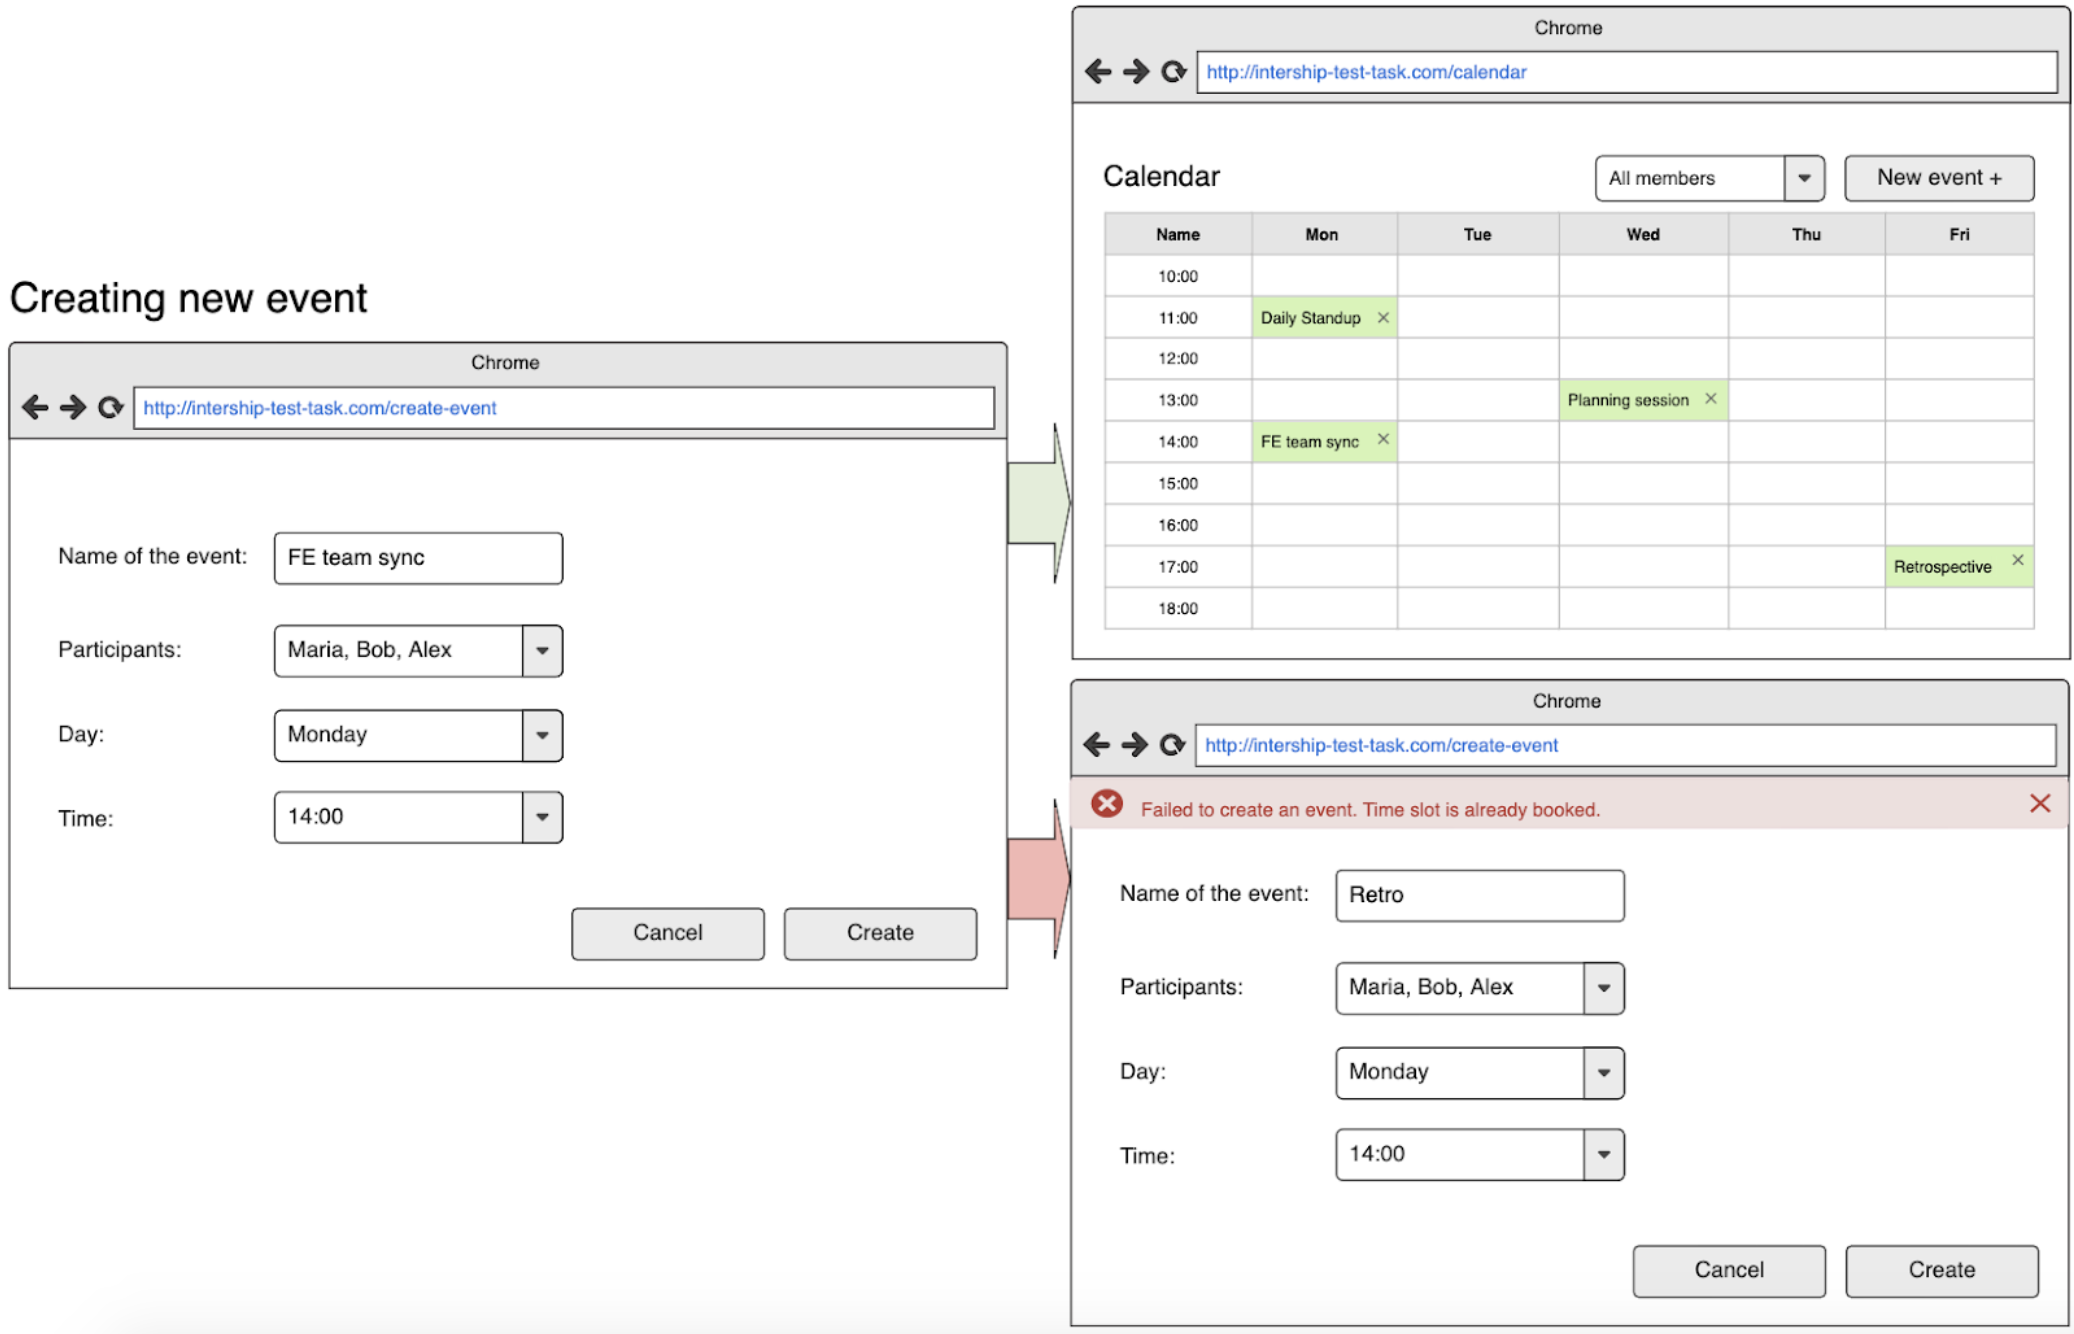 Creating new event
Chrome
http://intership-test-task.com/create-event
Name of the event: FE team sync
Participants: Maria, Bob, Alex
Day: Monday
Time: 14:00
Cancel Create
Chrome
http://intership-test-task.com/calendar
Calendar All members New event +
Name Mon Tue Wed Thu Fri
10:00
11:00 Daily Standup ×
12:00
13:00 Planning session ×
14:00 FE team sync ×
15:00
16:00
17:00 Retrospective ×
18:00
Chrome
http://intership-test-task.com/create-event
Failed to create an event. Time slot is already booked.
Name of the event: Retro
Participants: Maria, Bob, Alex
Day: Monday
Time: 14:00
Cancel Create